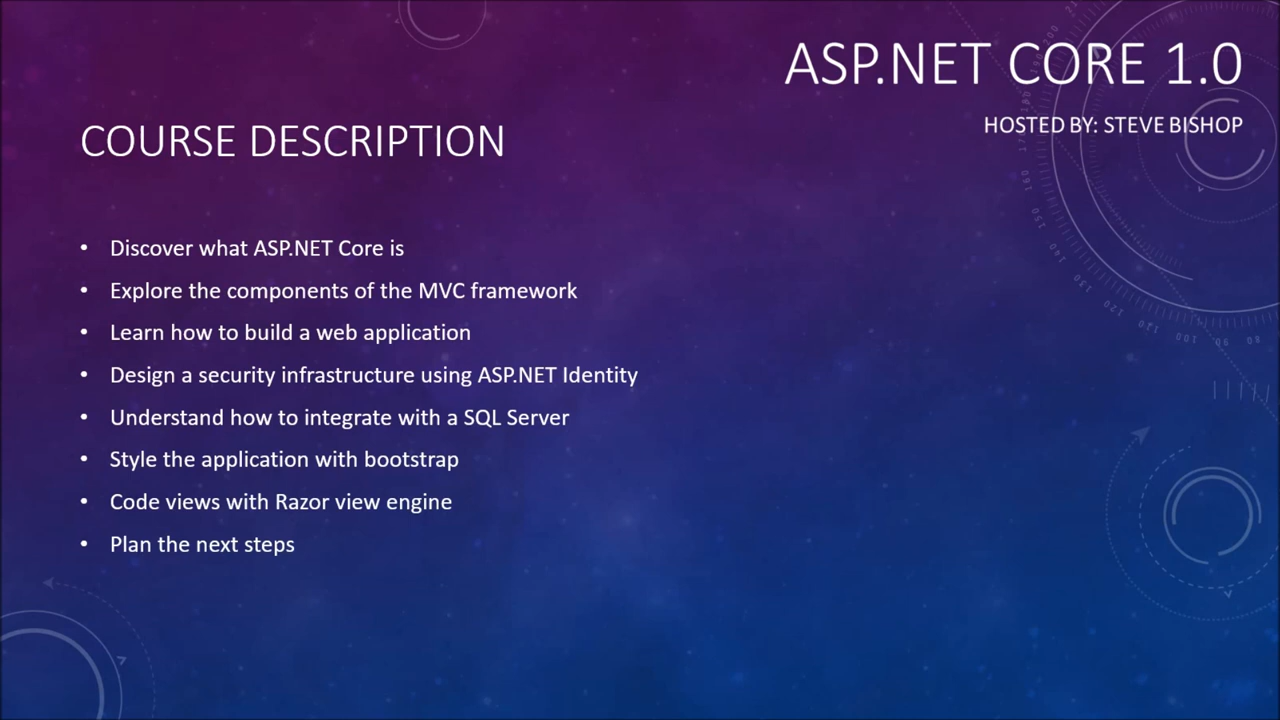 ASP.NET CORE 1.0
HOSTED BY: STEVE BISHOP
COURSE DESCRIPTION
• Discover what ASP.NET Core is
• Explore the components of the MVC framework
• Learn how to build a web application
• Design a security infrastructure using ASP.NET Identity
• Understand how to integrate with a SQL Server
• Style the application with bootstrap
• Code views with Razor view engine
• Plan the next steps